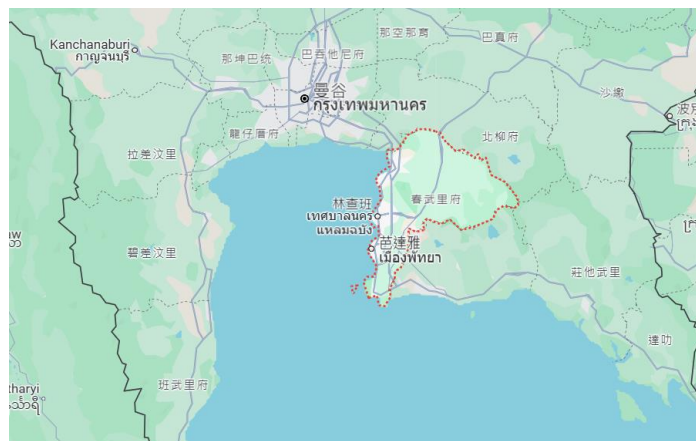 Kanchanaburi
กาญจนบุรี
那坤巴統
巴吞他尼府
那空那育
巴真府
曼谷
กรุงเทพมหานคร
沙繳
北柳府
龍仔厝府
拉差汶里
林查班
เทศบาลนคร
แหลมฉบัง
春武里府
芭達雅
เมืองพัทยา
碧差汶里
莊他武里
達叻
班武里府
tharyi